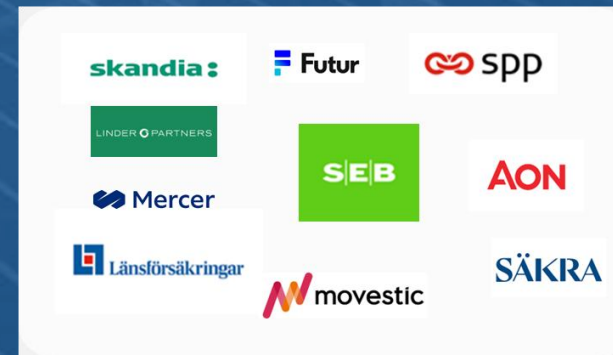 skandia:
Futur
spp
LINDER & PARTNERS
SEB
AON
Mercer
Länsförsäkringar
movestic
SÄKRA